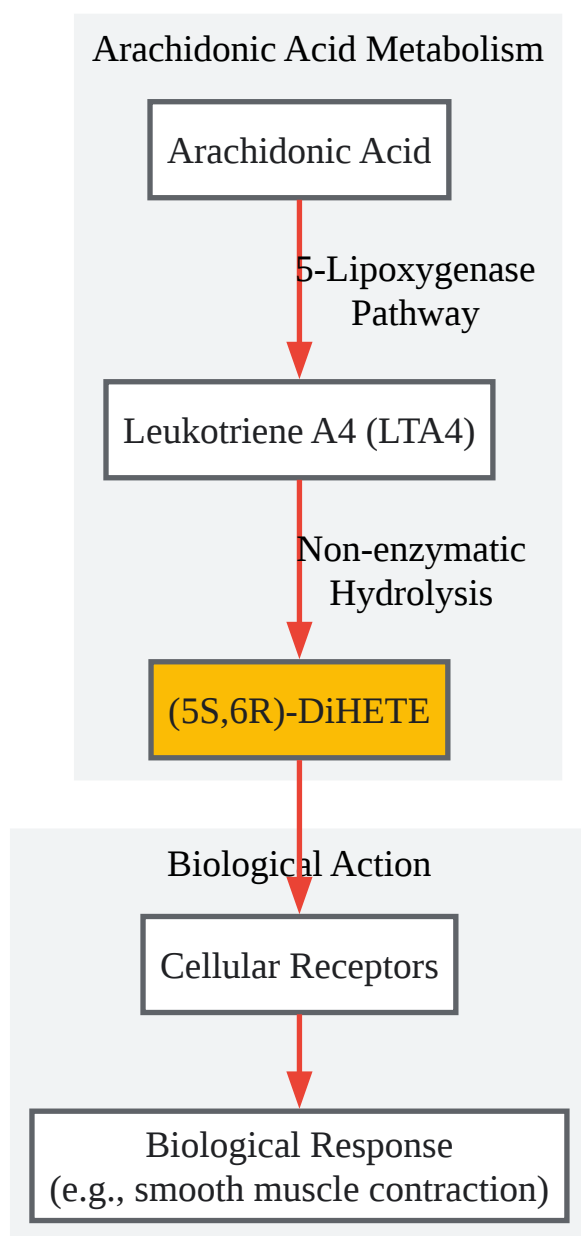 Arachidonic Acid Metabolism
Arachidonic Acid
5-Lipoxygenase
Pathway
Leukotriene A4 (LTA4)
Non-enzymatic
Hydrolysis
(5S,6R)-DiHETE
Biological Action
Cellular Receptors
Biological Response
(e.g., smooth muscle contraction)